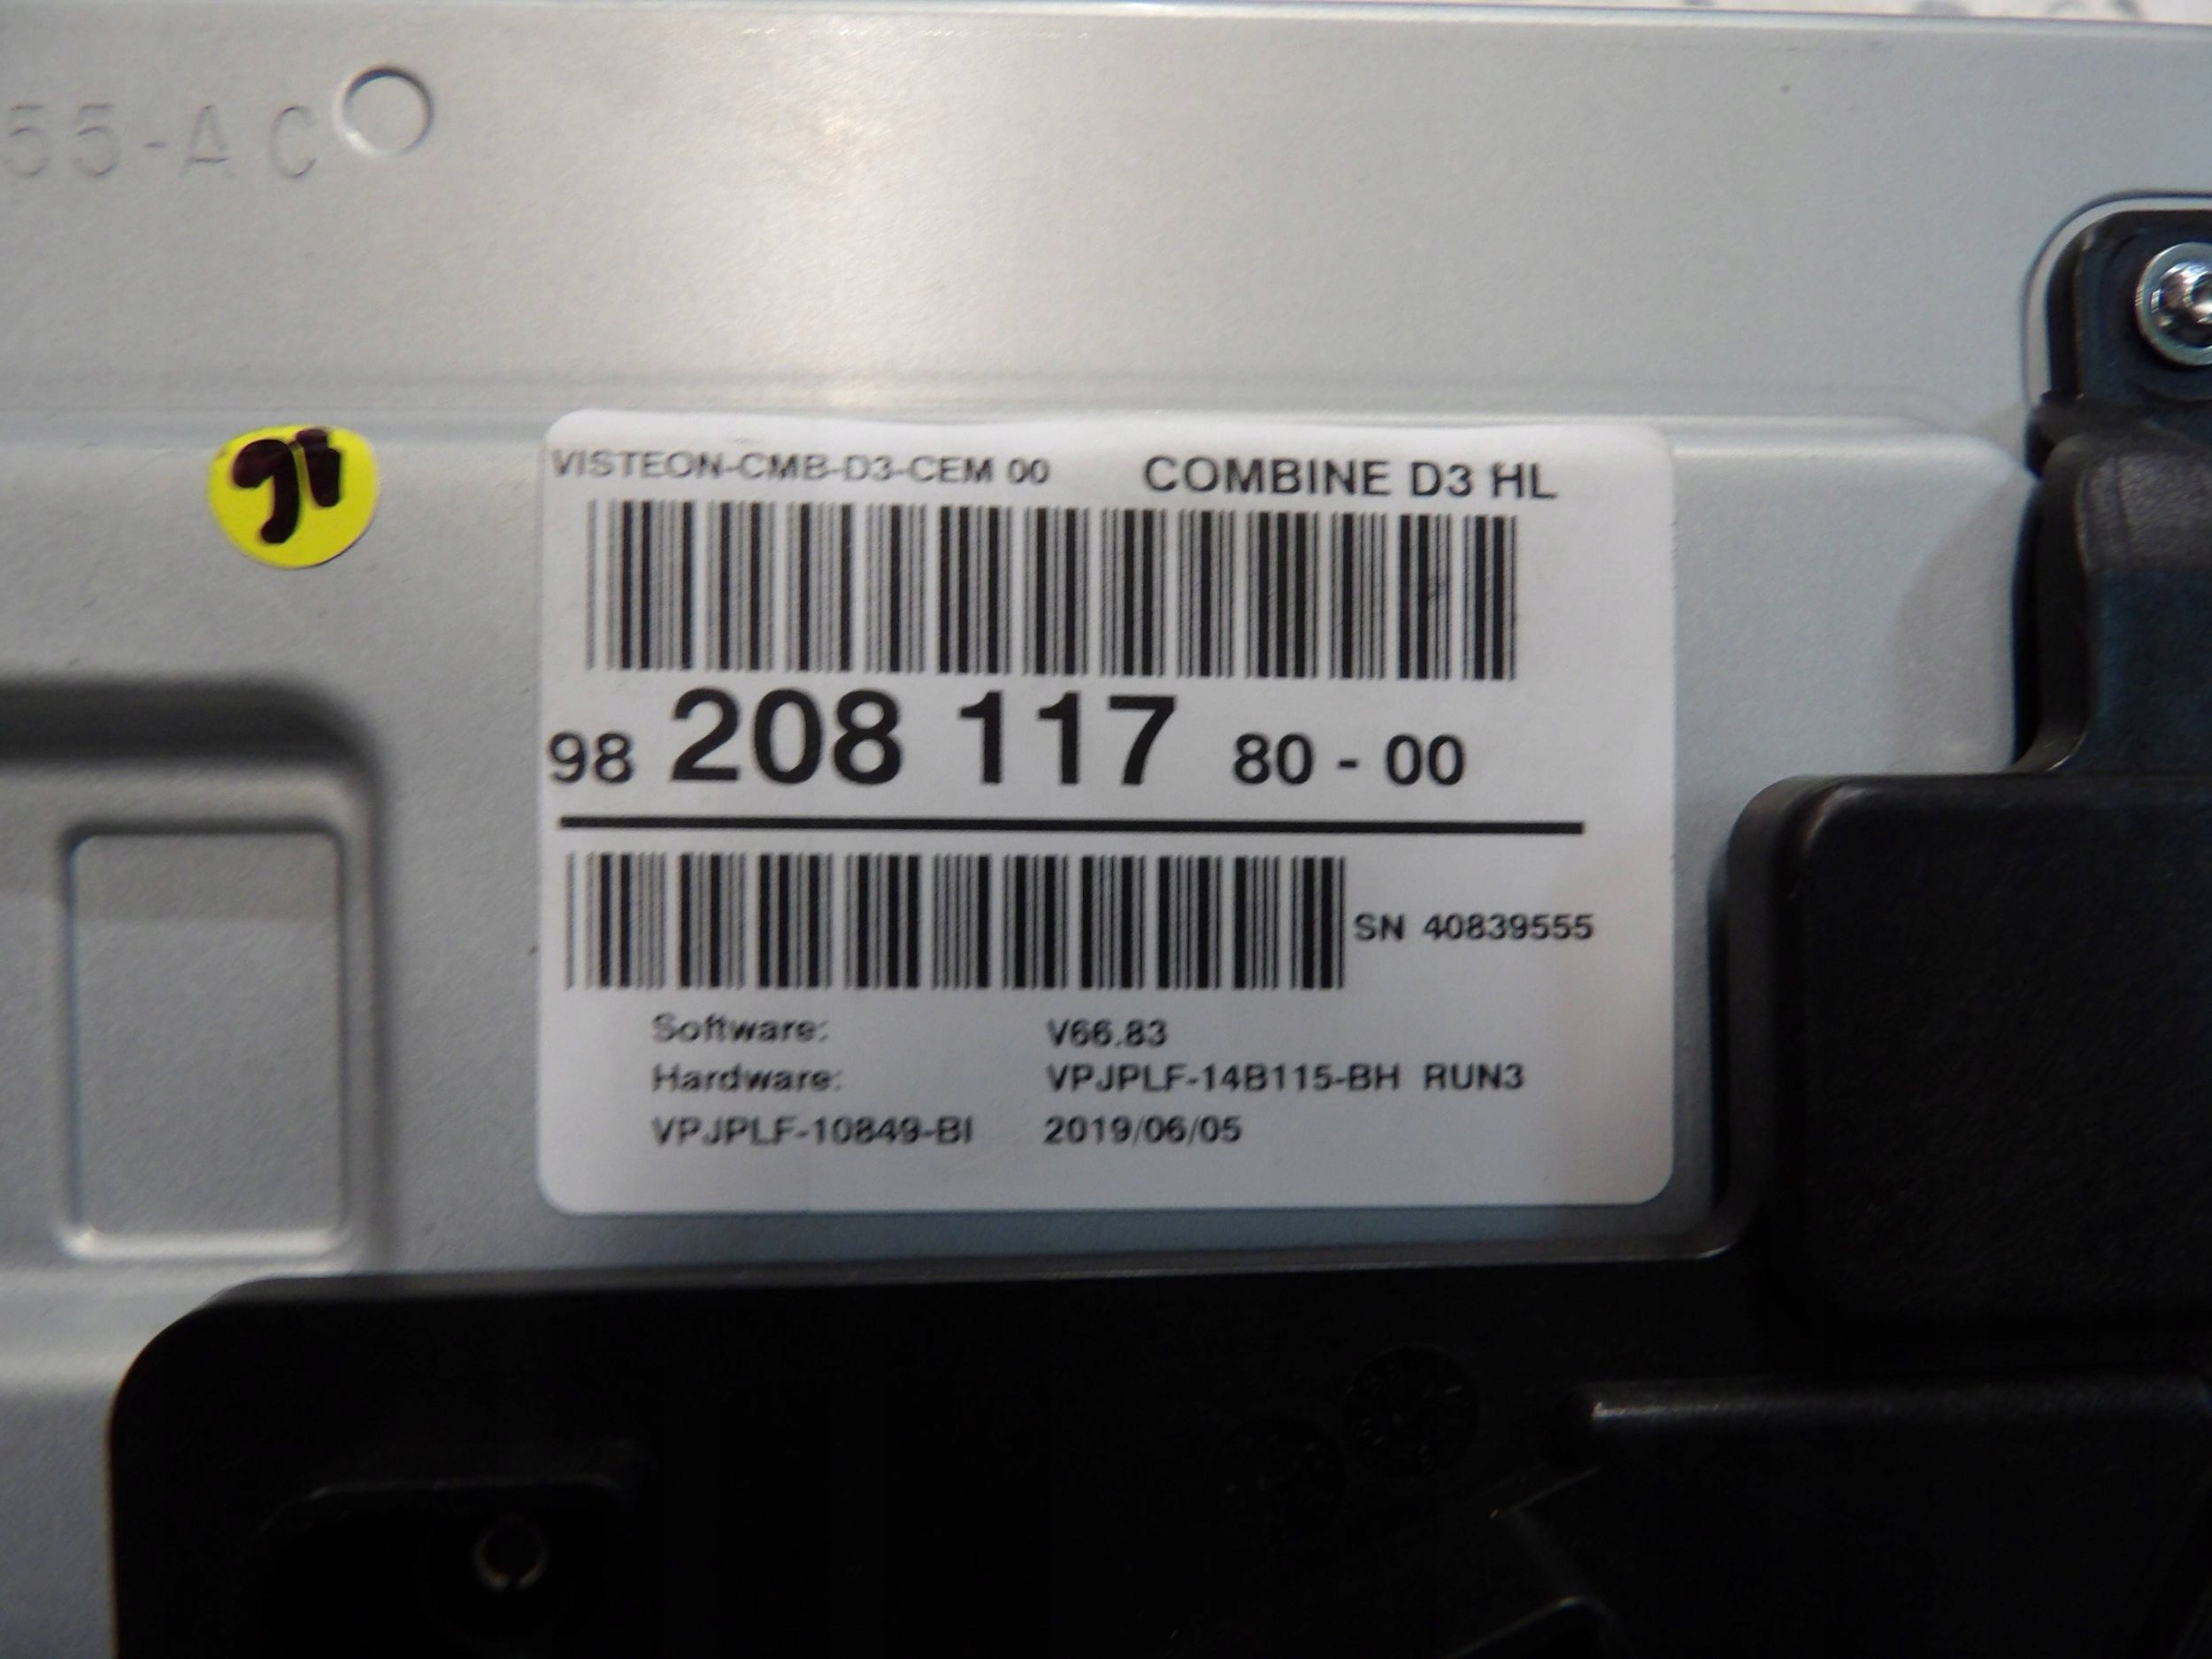 55-AC
VISTEON-CMB-D3-CEM 00 COMBINE D3 HL
98 208 117 80 - 00
SN 40839555
Software: V66.83
Hardware: VPJPLF-14B115-BH RUN3
VPJPLF-10849-BI 2019/06/05